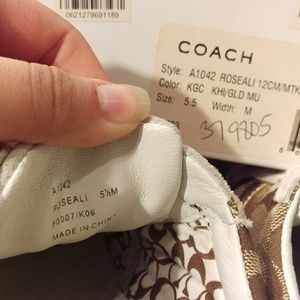 0621279691189
COACH
Style: A1042 ROSEALI 12CM/MTK
Color: KGC KHI/GLD MU
Size: 5.5 Width: M
379805
A1042
ROSEALI 5½M
F0007/K06
MADE IN CHIN